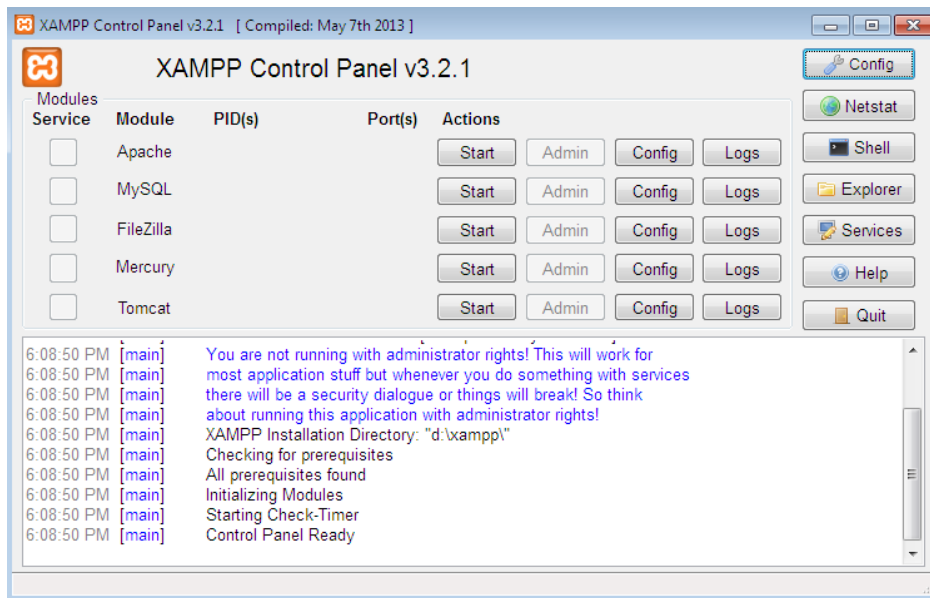 XAMPP Control Panel v3.2.1 [ Compiled: May 7th 2013 ]
XAMPP Control Panel v3.2.1
Config
Modules
Netstat
Service Module PID(s) Port(s) Actions
Apache Start Admin Config Logs
Shell
MySQL Start Admin Config Logs
Explorer
FileZilla Start Admin Config Logs
Services
Mercury Start Admin Config Logs
Help
Tomcat Start Admin Config Logs
Quit
6:08:50 PM [main] You are not running with administrator rights! This will work for
6:08:50 PM [main] most application stuff but whenever you do something with services
6:08:50 PM [main] there will be a security dialogue or things will break! So think
6:08:50 PM [main] about running this application with administrator rights!
6:08:50 PM [main] XAMPP Installation Directory: "d:\xampp\"
6:08:50 PM [main] Checking for prerequisites
6:08:50 PM [main] All prerequisites found
6:08:50 PM [main] Initializing Modules
6:08:50 PM [main] Starting Check-Timer
6:08:50 PM [main] Control Panel Ready